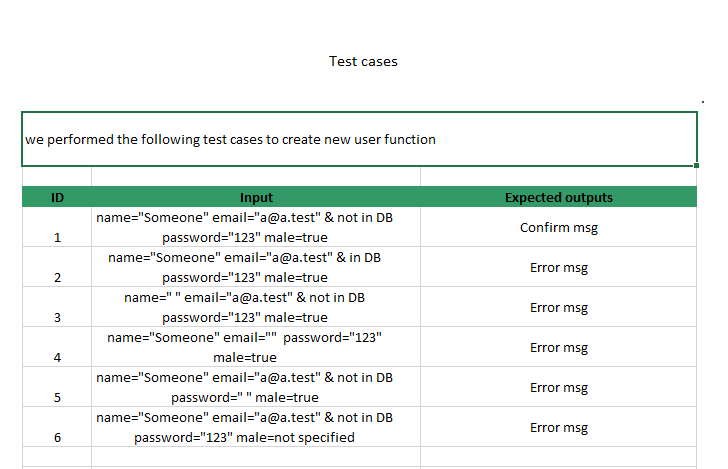 Test cases
we performed the following test cases to create new user function
ID Input Expected outputs
1 name="Someone" email="a@a.test" & not in DB
password="123" male=true Confirm msg
2 name="Someone" email="a@a.test" & in DB
password="123" male=true Error msg
3 name=" " email="a@a.test" & not in DB
password="123" male=true Error msg
4 name="Someone" email="" password="123"
male=true Error msg
5 name="Someone" email="a@a.test" & not in DB
password=" " male=true Error msg
6 name="Someone" email="a@a.test" & not in DB
password="123" male=not specified Error msg